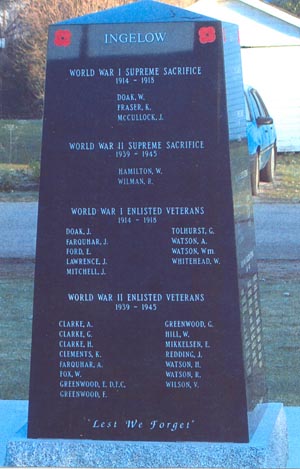 INGELOW
WORLD WAR I SUPREME SACRIFICE
1914 - 1918
DOAK, W.
FRASER, K.
McCULLOCK, J.
WORLD WAR II SUPREME SACRIFICE
1939 - 1945
HAMILTON, W.
WILMAN, R.
WORLD WAR I ENLISTED VETERANS
1914 - 1918
DOAK, J.
FARQUHAR, J.
FORD, E.
LAWRENCE, J.
MITCHELL, J.
TOLHURST, G.
WATSON, A.
WATSON, Wm
WHITEHEAD, W.
WORLD WAR II ENLISTED VETERANS
1939 - 1945
CLARKE, A.
CLARKE, G.
CLARKE, H.
CLEMENTS, K.
FARQUHAR, A.
FOX, W.
GREENWOOD, E, D.F.C.
GREENWOOD, F.
GREENWOOD, G.
HILL, W.
MIKKELSEN, E.
REDDING, J.
WATSON, H.
WATSON, R.
WILSON, V.
'Lest We Forget'